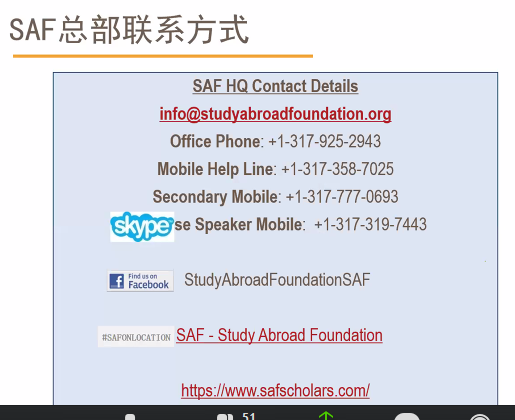 SAF总部联系方式
SAF HQ Contact Details
info@studyabroadfoundation.org
Office Phone: +1-317-925-2943
Mobile Help Line: +1-317-358-7025
Secondary Mobile: +1-317-777-0693
skype se Speaker Mobile: +1-317-319-7443
Find us on
Facebook StudyAbroadFoundationSAF
#SAFONLOCATION SAF - Study Abroad Foundation
https://www.safscholars.com/
51